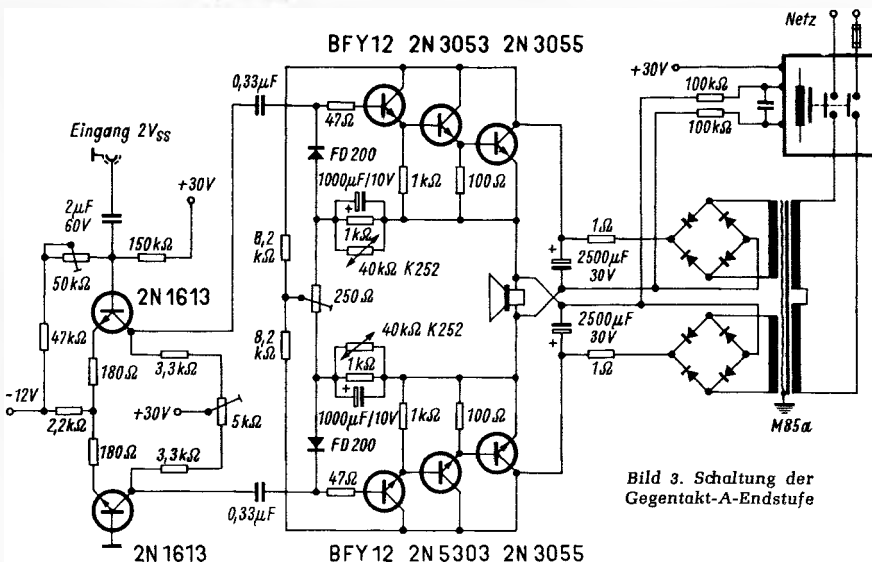 BFY12 2N3053 2N3055
Netz
+30V
100kΩ
100kΩ
0,33µF
47Ω
Eingang 2Vss
+30V
2µF
60V
150kΩ
50kΩ
2N1613
47kΩ
180Ω
3,3kΩ
-12V
2,2kΩ
+30V
5kΩ
180Ω
3,3kΩ
2N1613
FD200
1000µF/10V
+
1kΩ
40kΩ K252
1kΩ
100Ω
8,2
kΩ
250Ω
8,2
kΩ
40kΩ K252
1kΩ
+
1000µF/10V
1kΩ
100Ω
FD200
47Ω
0,33µF
1Ω
+
2500µF
30V
2500µF
30V
+
1Ω
M85a
Bild 3. Schaltung der
Gegentakt-A-Endstufe
BFY12 2N5303 2N3055